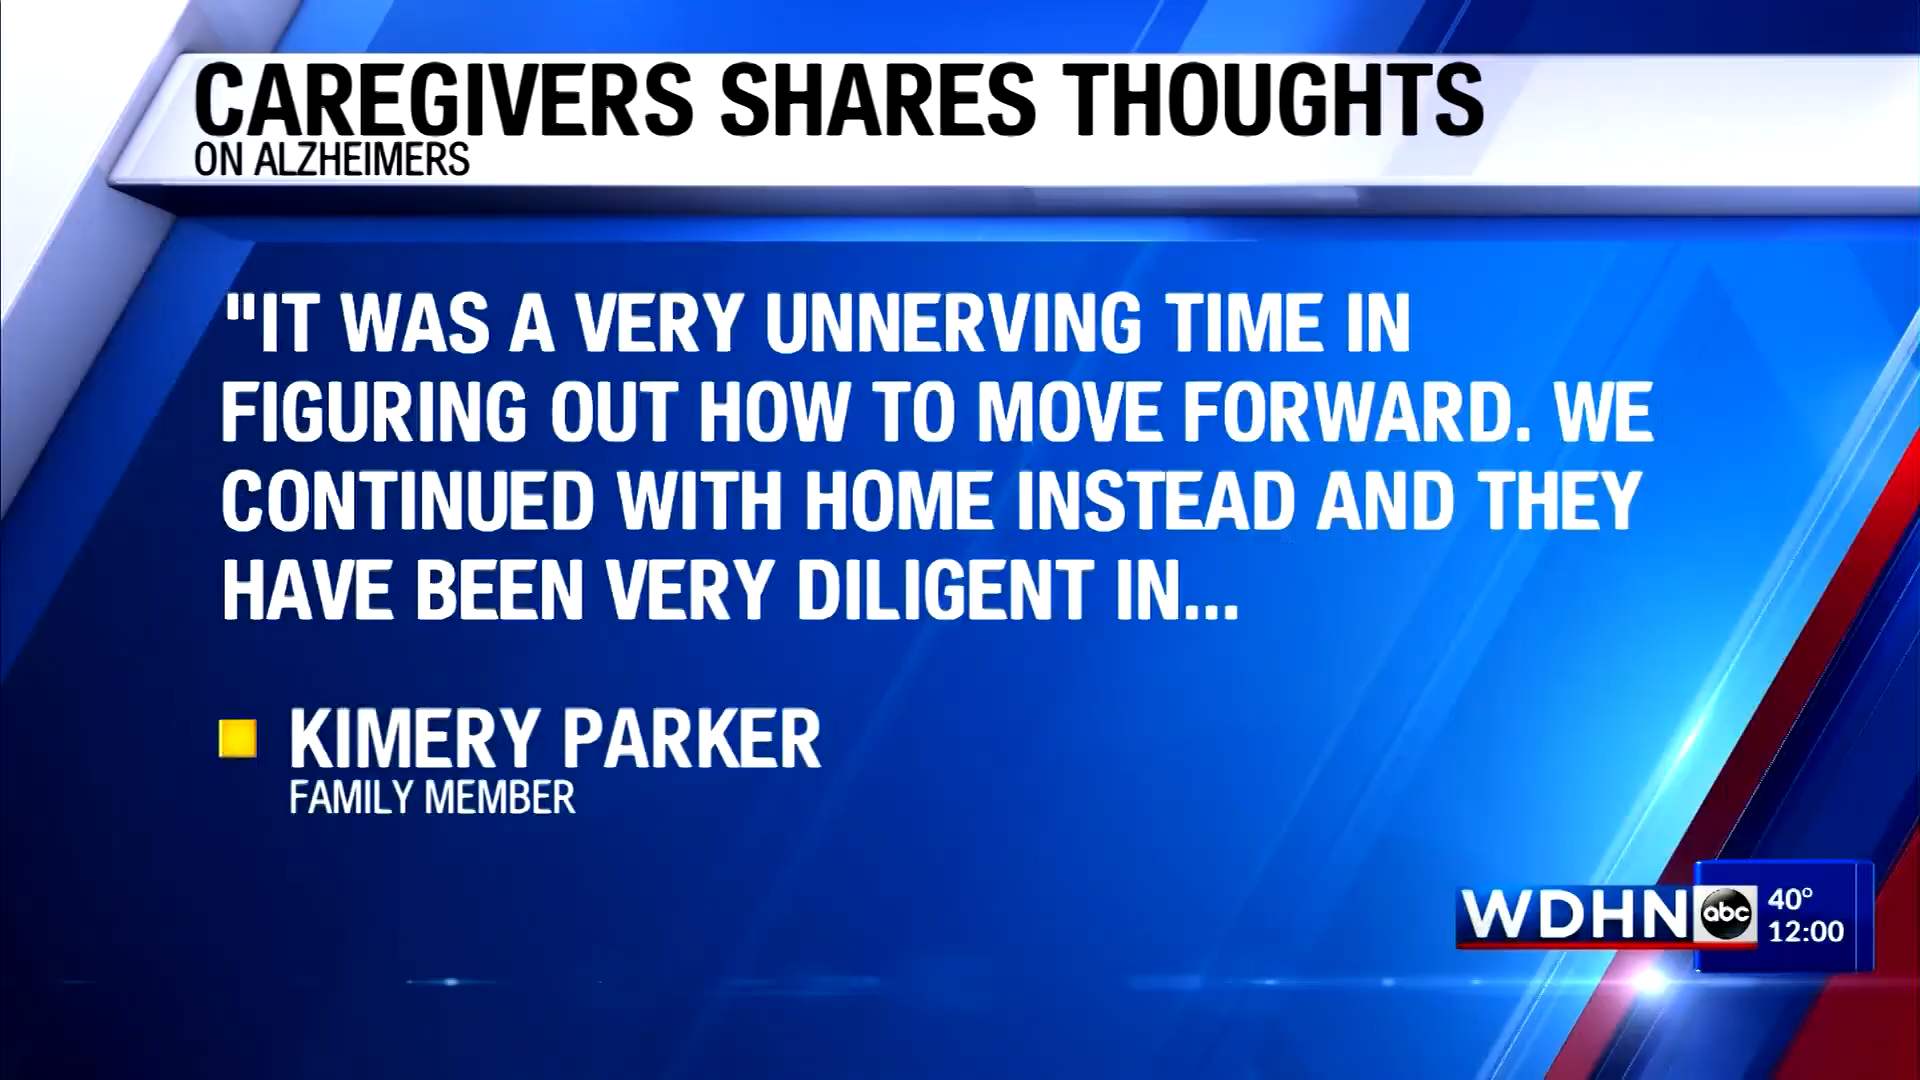 CAREGIVERS SHARES THOUGHTS
ON ALZHEIMERS
"IT WAS A VERY UNNERVING TIME IN
FIGURING OUT HOW TO MOVE FORWARD. WE
CONTINUED WITH HOME INSTEAD AND THEY
HAVE BEEN VERY DILIGENT IN...
KIMERY PARKER
FAMILY MEMBER
WDHN abc 40°
12:00